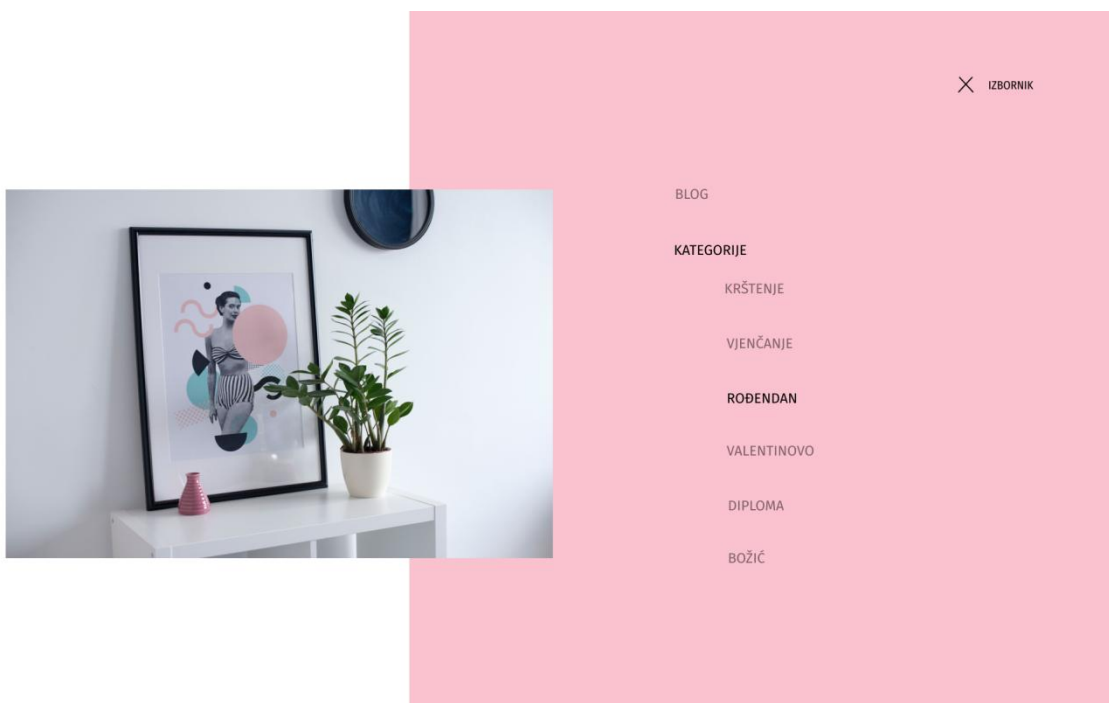 IZBORNIK
BLOG
KATEGORIJE
KRŠTENJE
VJENČANJE
ROĐENDAN
VALENTINOVO
DIPLOMA
BOŽIĆ